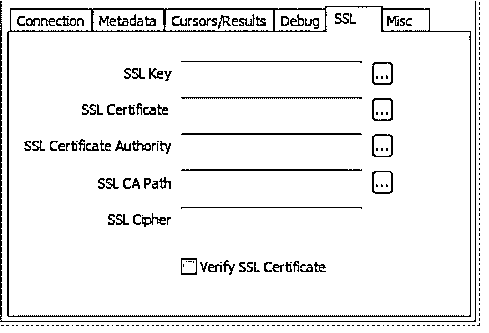 Connection Metadata Cursors/Results Debug SSL Misc
SSL Key ...
SSL Certificate ...
SSL Certificate Authority ...
SSL CA Path ...
SSL Cipher
Verify SSL Certificate